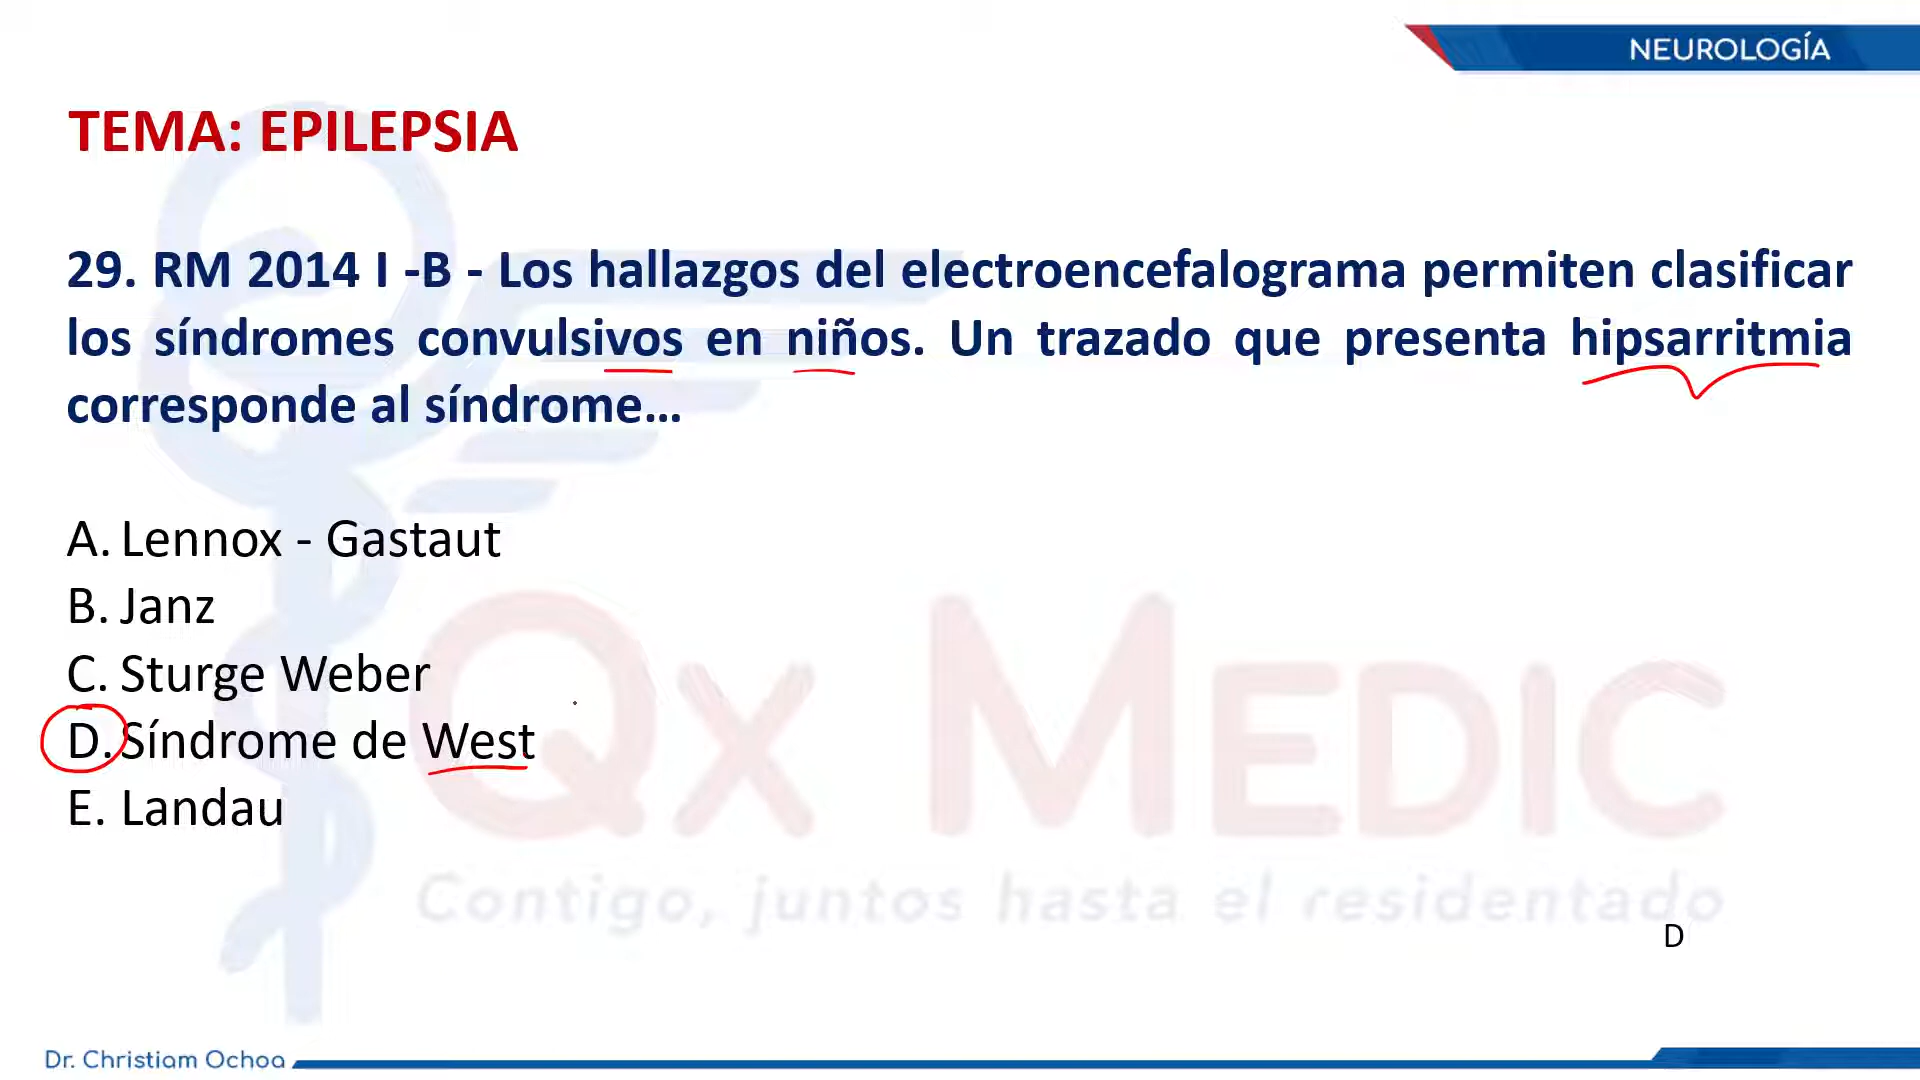 NEUROLOGÍA
TEMA: EPILEPSIA
29. RM 2014 I -B - Los hallazgos del electroencefalograma permiten clasificar
los síndromes convulsivos en niños. Un trazado que presenta hipsarritmia
corresponde al síndrome...
A. Lennox - Gastaut
B. Janz
C. Sturge Weber
D. Síndrome de West
E. Landau
QX MEDIC
Contigo, juntos hasta el residentado
D
Dr. Christiam Ochoa